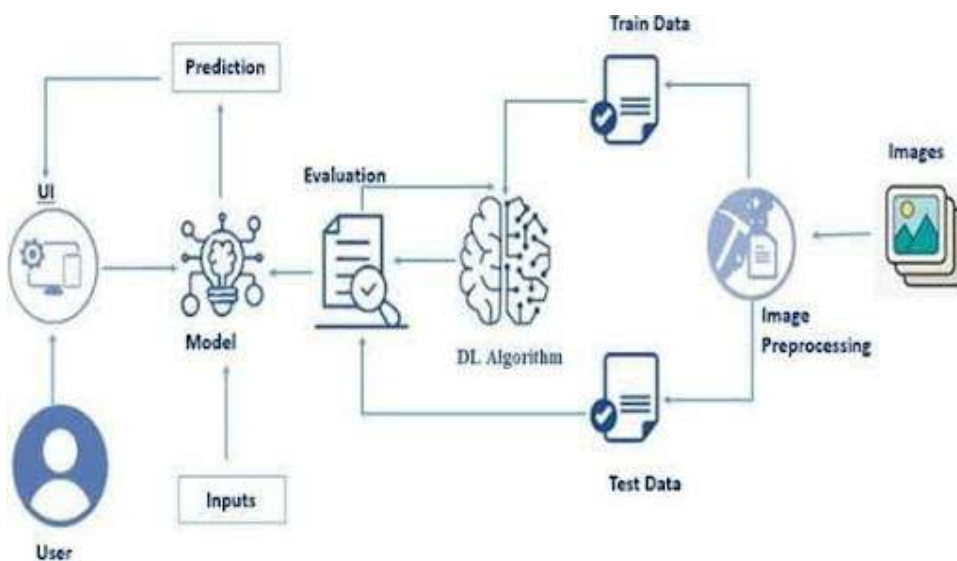 Train Data
Prediction
Images
Evaluation
UI
Image
Preprocessing
Model
DL Algorithm
Test Data
Inputs
User